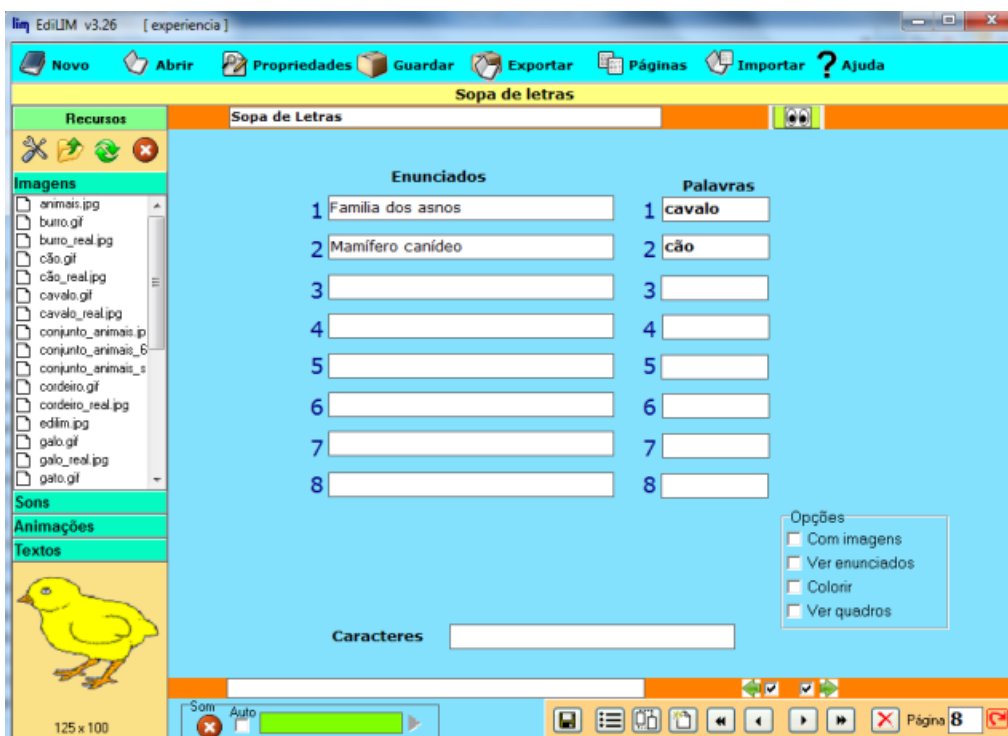 lim EdiLIM v3.26 [ experiencia ]
Novo Abrir Propriedades Guardar Exportar Páginas Importar ? Ajuda
Sopa de letras
Recursos
Sopa de Letras
Imagens
animais.jpg
burro.gif
burro_real.jpg
cão.gif
cão_real.jpg
cavalo.gif
cavalo_real.jpg
conjunto_animais.jp
conjunto_animais_6
conjunto_animais_s
cordeiro.gif
cordeiro_real.jpg
edilim.jpg
galo.gif
galo_real.jpg
gato.gif
Sons
Animações
Textos
125 x 100
Enunciados Palavras
1 Familia dos asnos 1 cavalo
2 Mamífero canídeo 2 cão
3 3
4 4
5 5
6 6
7 7
8 8
Opções
Com imagens
Ver enunciados
Colorir
Ver quadros
Caracteres
Som Auto
Página 8